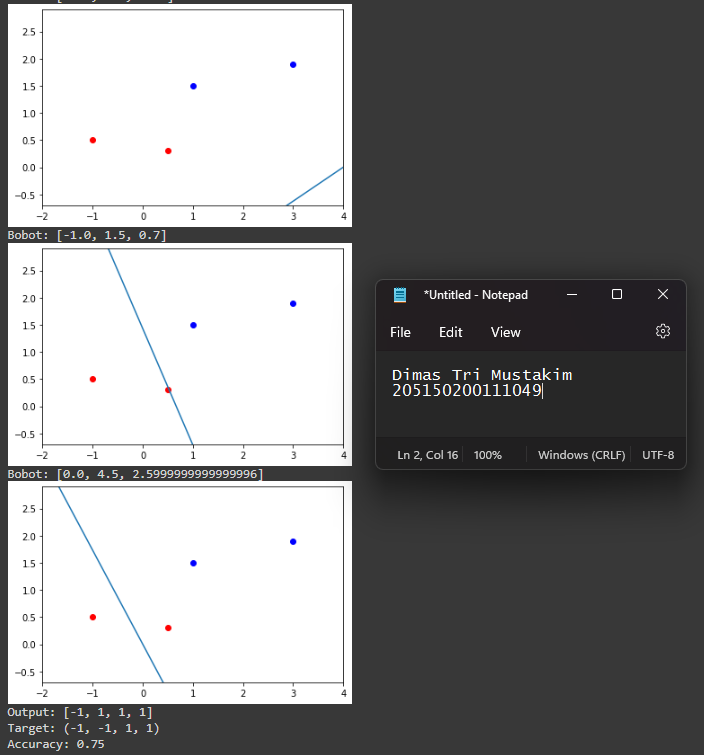 2.5
2.0
1.5
1.0
0.5
0.0
−0.5
−2 −1 0 1 2 3 4
Bobot: [-1.0, 1.5, 0.7]
2.5
2.0
1.5
1.0
0.5
0.0
−0.5
−2 −1 0 1 2 3 4
Bobot: [0.0, 4.5, 2.5999999999999996]
2.5
2.0
1.5
1.0
0.5
0.0
−0.5
−2 −1 0 1 2 3 4
Output: [-1, 1, 1, 1]
Target: (-1, -1, 1, 1)
Accuracy: 0.75
*Untitled - Notepad
File Edit View
Dimas Tri Mustakim
205150200111049
Ln 2, Col 16 100% Windows (CRLF) UTF-8